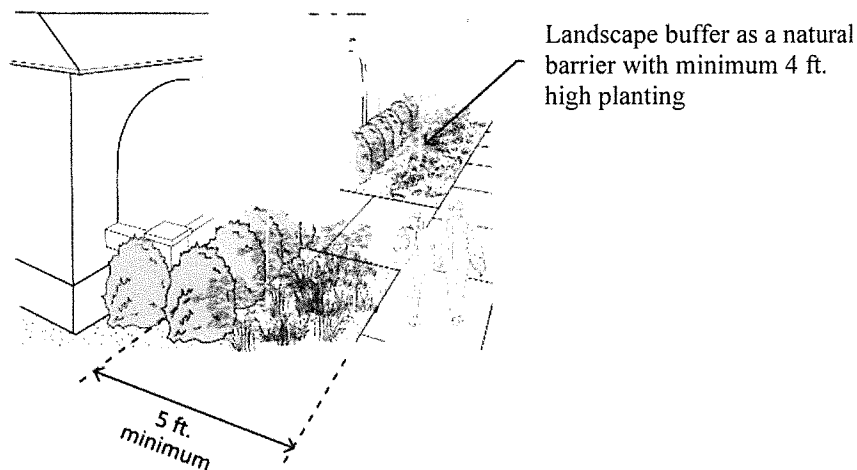 Landscape buffer as a natural
barrier with minimum 4 ft.
high planting
5 ft.
minimum